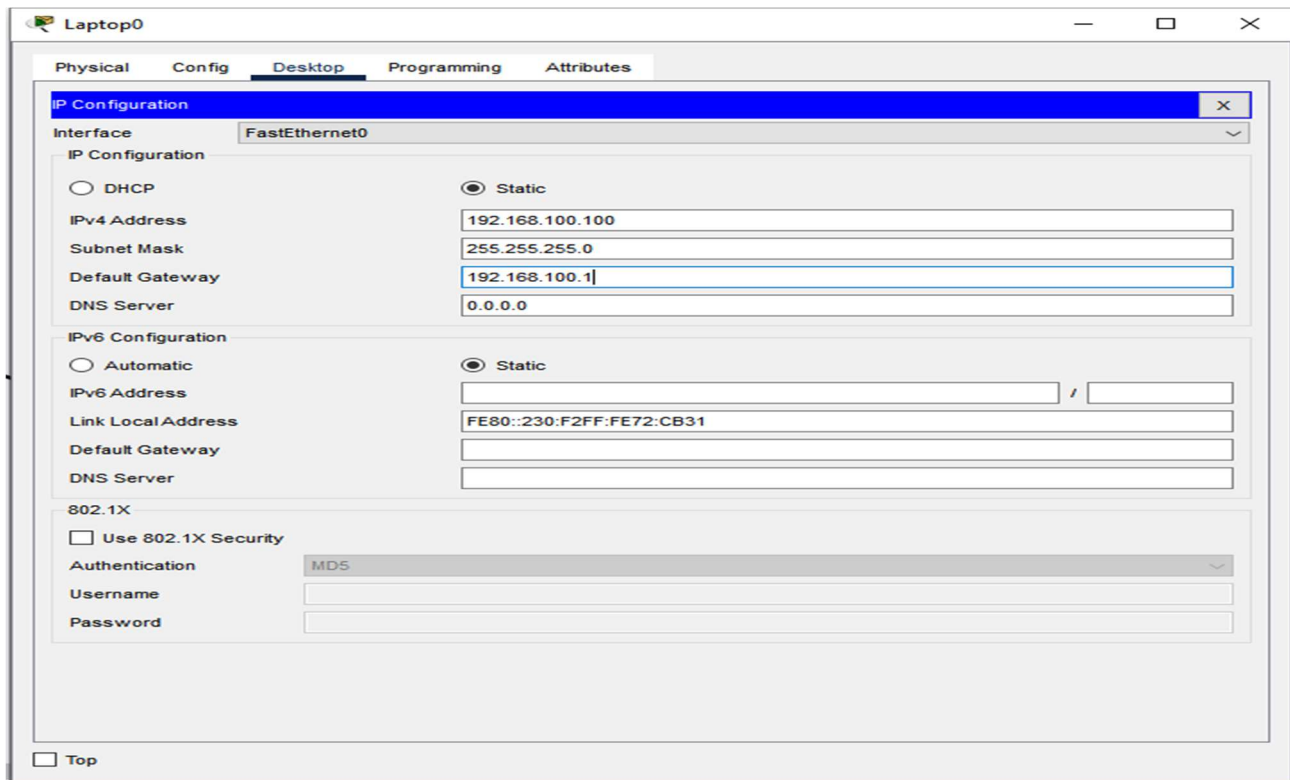 Laptop0
Physical Config Desktop Programming Attributes
IP Configuration X
Interface FastEthernet0
IP Configuration
DHCP Static
IPv4 Address 192.168.100.100
Subnet Mask 255.255.255.0
Default Gateway 192.168.100.1
DNS Server 0.0.0.0
IPv6 Configuration
Automatic Static
IPv6 Address /
Link Local Address FE80::230:F2FF:FE72:CB31
Default Gateway
DNS Server
802.1X
Use 802.1X Security
Authentication MD5
Username
Password
Top